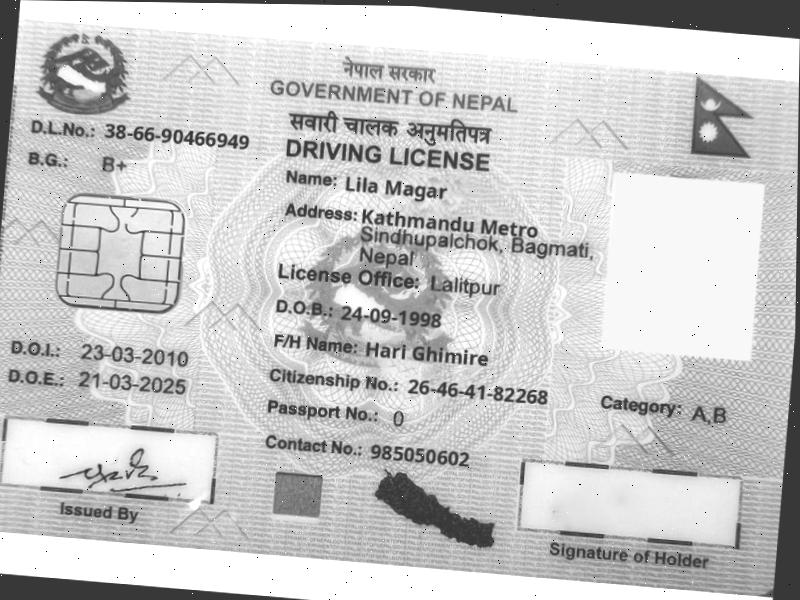 नेपाल सरकार
GOVERNMENT OF NEPAL
सवारी चालक अनुमतिपत्र
DRIVING LICENSE
D.L.No.: 38-66-90466949
B.G.: B+
Name: Lila Magar
Address: Kathmandu Metro
Sindhupalchok, Bagmati,
Nepal
License Office: Lalitpur
D.O.B.: 24-09-1998
F/H Name: Hari Ghimire
D.O.I.: 23-03-2010
D.O.E.: 21-03-2025
Citizenship No.: 26-46-41-82268
Passport No.: 0
Contact No.: 985050602
Category: A,B
Issued By
Signature of Holder